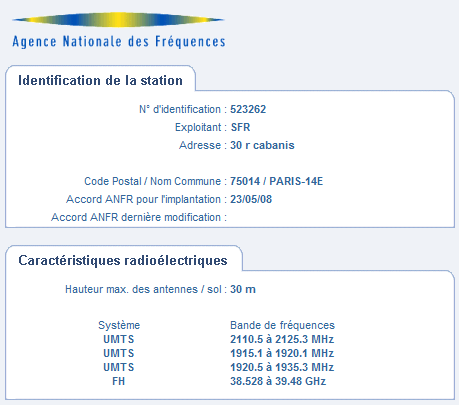 Agence Nationale des Fréquences
Identification de la station
N° d'identification : 523262
Exploitant : SFR
Adresse : 30 r cabanis
Code Postal / Nom Commune : 75014 / PARIS-14E
Accord ANFR pour l'implantation : 23/05/08
Accord ANFR dernière modification :
Caractéristiques radioélectriques
Hauteur max. des antennes / sol : 30 m
Système Bande de fréquences
UMTS 2110.5 à 2125.3 MHz
UMTS 1915.1 à 1920.1 MHz
UMTS 1920.5 à 1935.3 MHz
FH 38.528 à 39.48 GHz